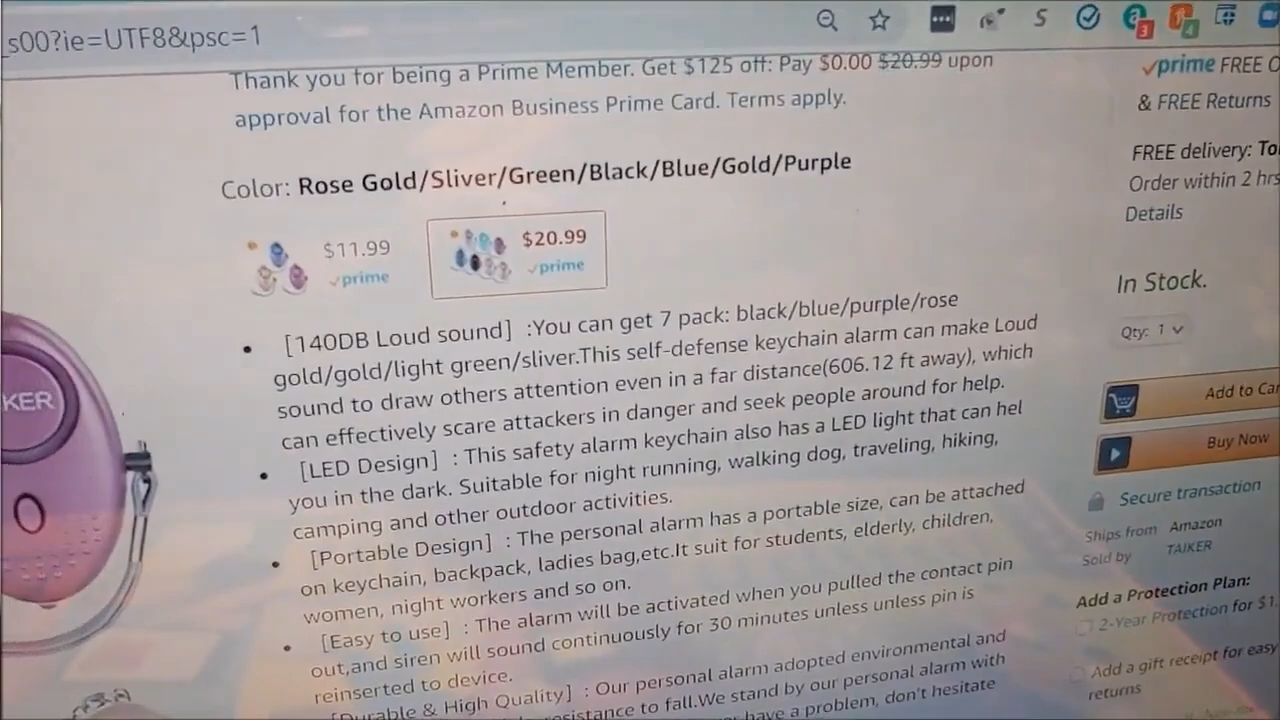 _s00?ie=UTF8&psc=1
Thank you for being a Prime Member. Get $125 off: Pay $0.00 $20.99 upon
approval for the Amazon Business Prime Card. Terms apply.
Color: Rose Gold/Sliver/Green/Black/Blue/Gold/Purple
$11.99
prime
$20.99
prime
• [140DB Loud sound] :You can get 7 pack: black/blue/purple/rose
gold/gold/light green/sliver.This self-defense keychain alarm can make Loud
sound to draw others attention even in a far distance(606.12 ft away), which
can effectively scare attackers in danger and seek people around for help.
• [LED Design] : This safety alarm keychain also has a LED light that can hel
you in the dark. Suitable for night running, walking dog, traveling, hiking,
camping and other outdoor activities.
• [Portable Design] : The personal alarm has a portable size, can be attached
on keychain, backpack, ladies bag,etc.It suit for students, elderly, children,
women, night workers and so on.
• [Easy to use] : The alarm will be activated when you pulled the contact pin
out,and siren will sound continuously for 30 minutes unless unless pin is
reinserted to device.
[Durable & High Quality] : Our personal alarm adopted environmental and
resistance to fall.We stand by our personal alarm with
have a problem, don't hesitate
KER
prime FREE
& FREE Returns
FREE delivery: To
Order within 2 hrs
Details
In Stock.
Qty: 1
Add to Car
Buy Now
Secure transaction
Ships from Amazon
Sold by TAIKER
Add a Protection Plan:
2-Year Protection for $1
Add a gift receipt for easy
returns
S
3
4